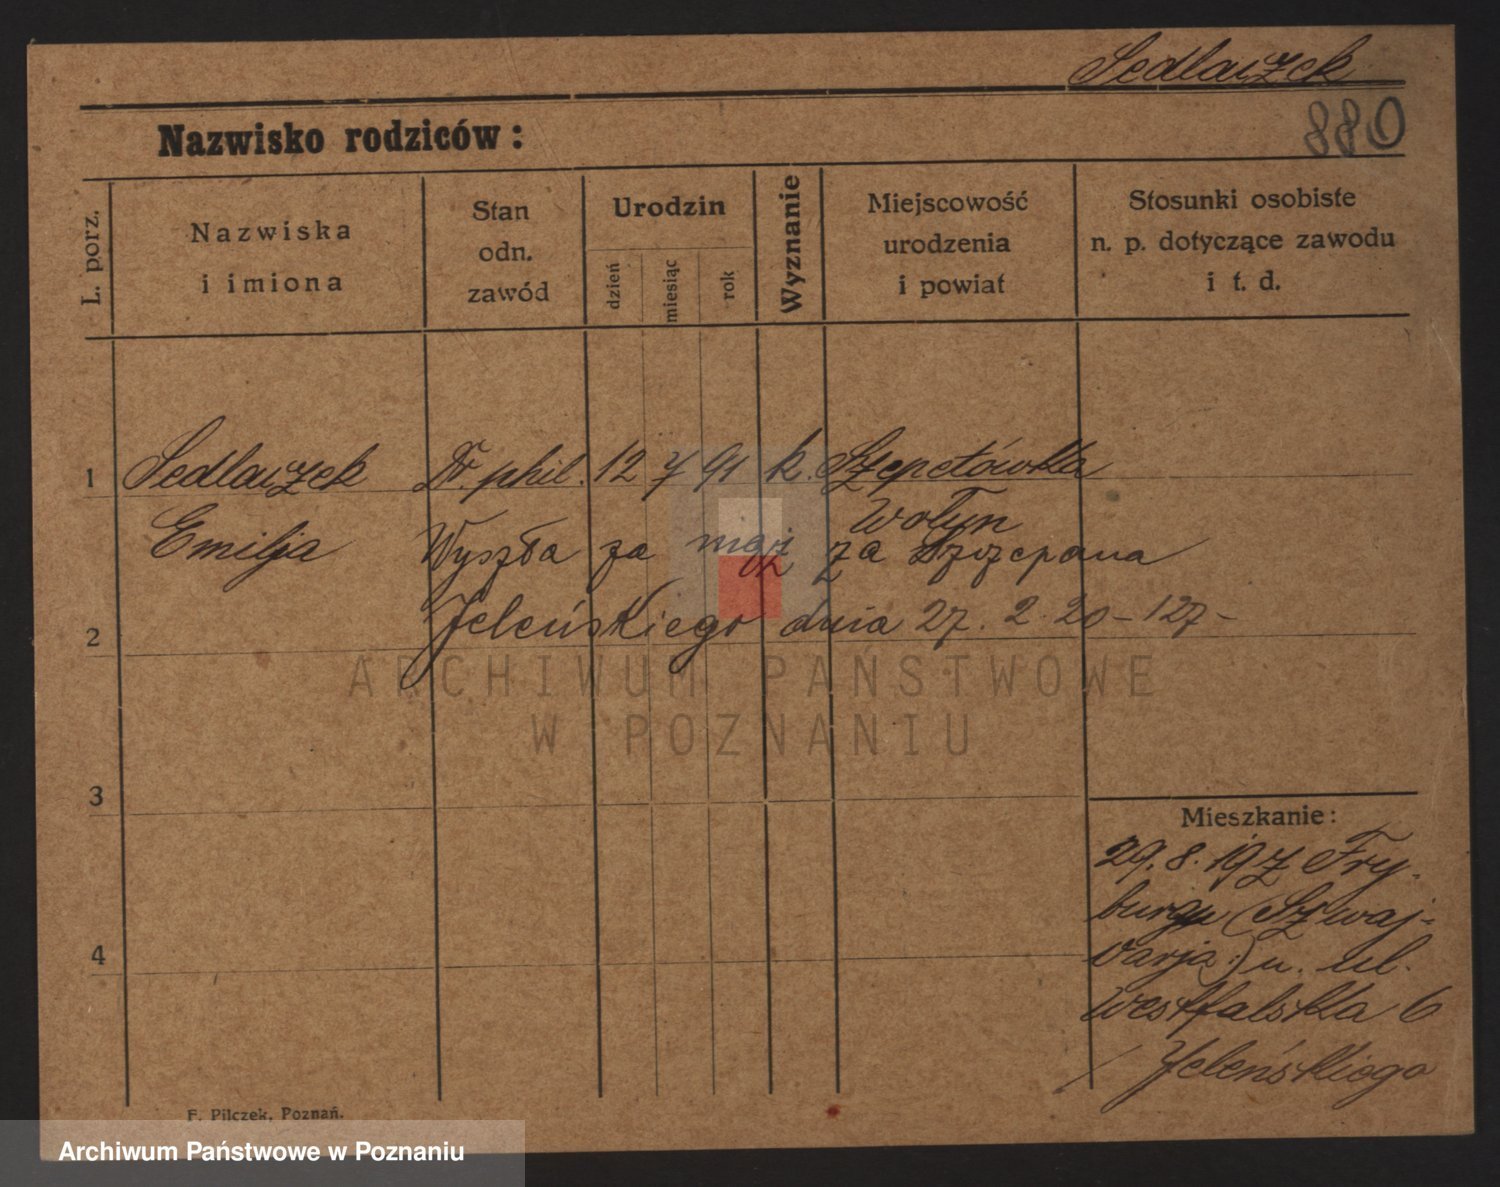 Sedlaczek
Nazwisko rodziców:
880
L. porz.
Nazwiska
i imiona
Stan
odn.
zawód
Urodzin
dzień
miesiąc
rok
Wyznanie
Miejscowość
urodzenia
i powiat
Stosunki osobiste
n. p. dotyczące zawodu
i t. d.
1 Sedlaczek Dr. phil. 12 7 91 k. Szepetówka
Wołyn
Emilja Wyszła za mąż za Szczepana
2 Jeleńskiego dnia 27. 2. 20 – 127 –
ARCHIWUM PAŃSTWOWE
W POZNANIU
3
Mieszkanie:
29. 8. 19 z Fry-
burgu (Szwaj-
4 carja) u. ul.
Westfalska 6
/ Jeleńskiego
F. Pilczek, Poznań.
Archiwum Państwowe w Poznaniu